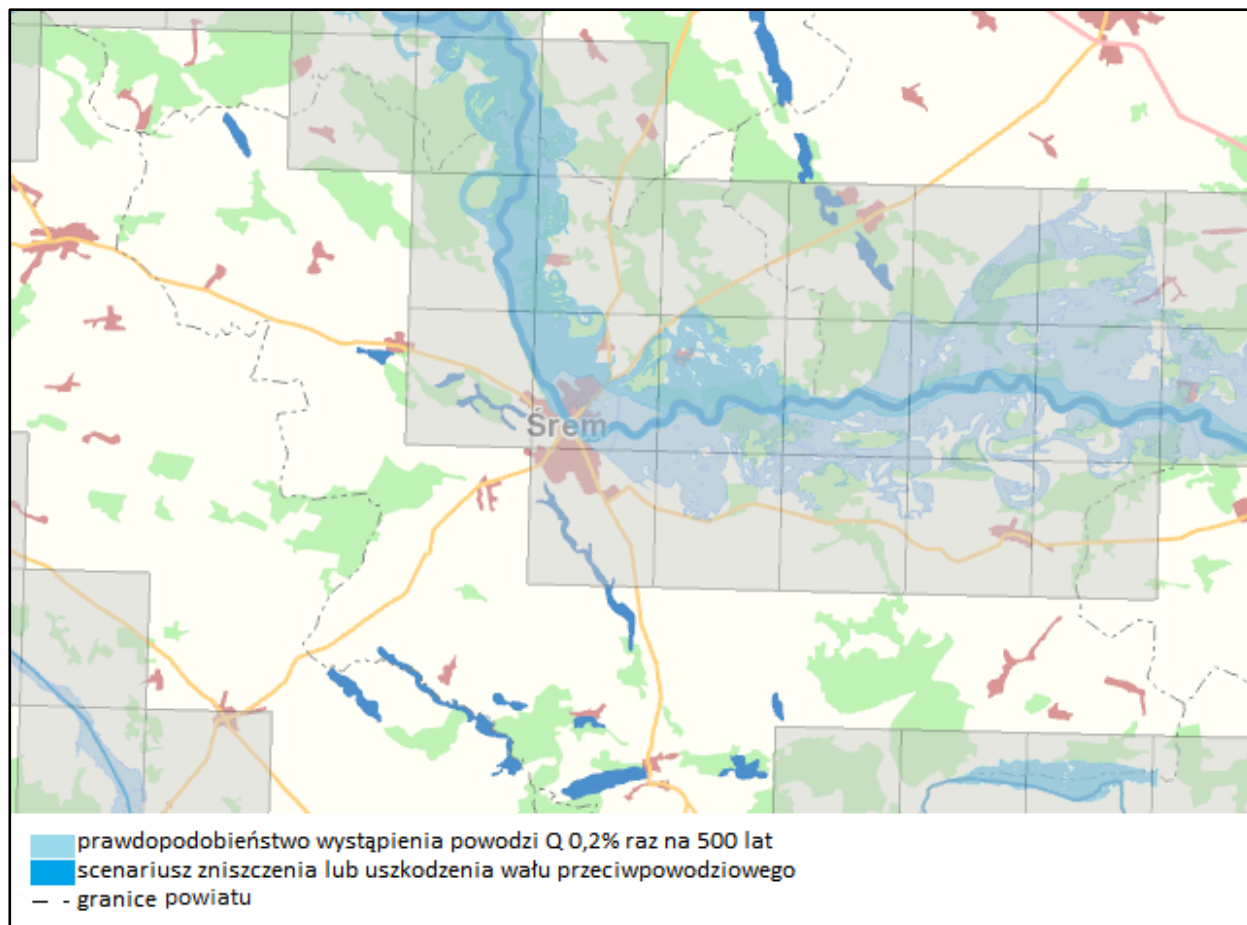 Śrem
prawdopodobieństwo wystąpienia powodzi Q 0,2% raz na 500 lat
scenariusz zniszczenia lub uszkodzenia wału przeciwpowodziowego
granice powiatu